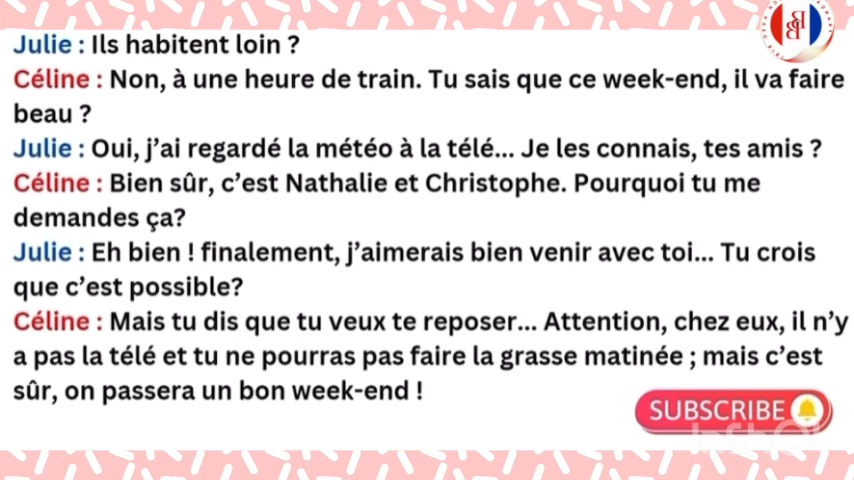 Julie : Ils habitent loin ?
Céline : Non, à une heure de train. Tu sais que ce week-end, il va faire
beau ?
Julie : Oui, j’ai regardé la météo à la télé... Je les connais, tes amis ?
Céline : Bien sûr, c’est Nathalie et Christophe. Pourquoi tu me
demandes ça?
Julie : Eh bien ! finalement, j’aimerais bien venir avec toi... Tu crois
que c’est possible?
Céline : Mais tu dis que tu veux te reposer... Attention, chez eux, il n’y
a pas la télé et tu ne pourras pas faire la grasse matinée ; mais c’est
sûr, on passera un bon week-end !
SUBSCRIBE